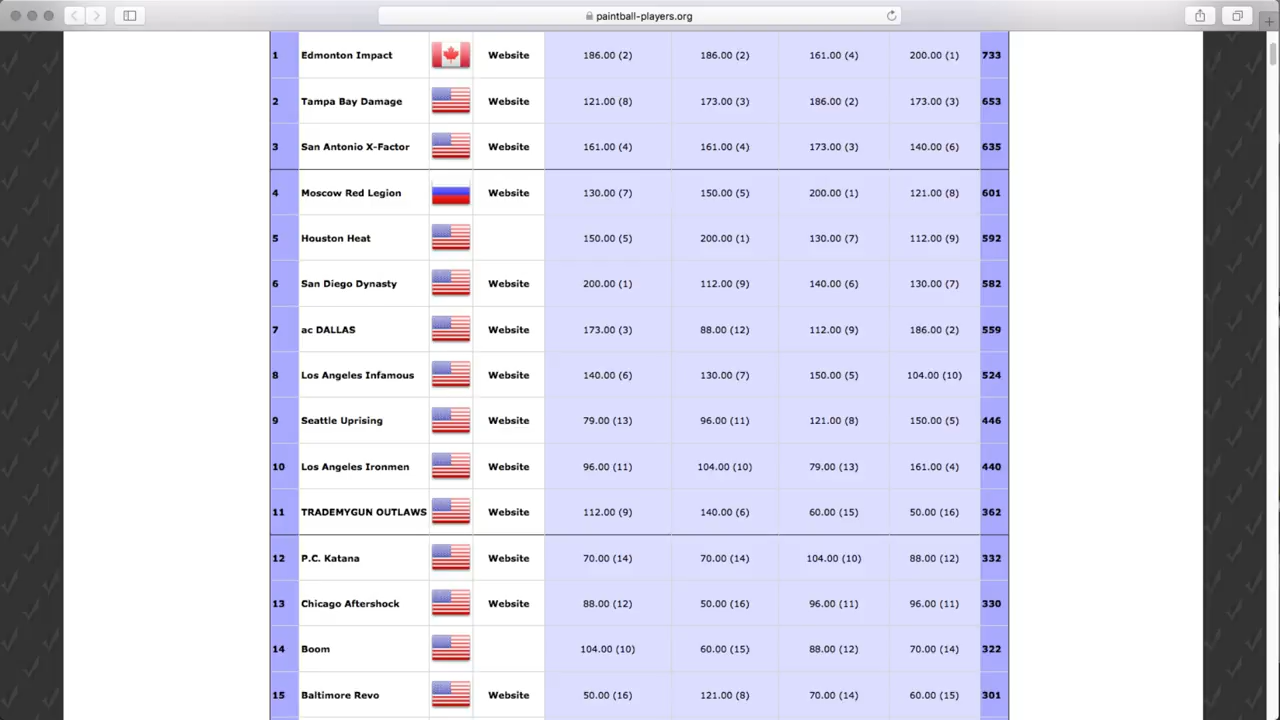 paintball-players.org
1 Edmonton Impact Website 186.00 (2) 186.00 (2) 161.00 (4) 200.00 (1) 733
2 Tampa Bay Damage Website 121.00 (8) 173.00 (3) 186.00 (2) 173.00 (3) 653
3 San Antonio X-Factor Website 161.00 (4) 161.00 (4) 173.00 (3) 140.00 (6) 635
4 Moscow Red Legion Website 130.00 (7) 150.00 (5) 200.00 (1) 121.00 (8) 601
5 Houston Heat 150.00 (5) 200.00 (1) 130.00 (7) 112.00 (9) 592
6 San Diego Dynasty Website 200.00 (1) 112.00 (9) 140.00 (6) 130.00 (7) 582
7 ac DALLAS Website 173.00 (3) 88.00 (12) 112.00 (9) 186.00 (2) 559
8 Los Angeles Infamous Website 140.00 (6) 130.00 (7) 150.00 (5) 104.00 (10) 524
9 Seattle Uprising Website 79.00 (13) 96.00 (11) 121.00 (8) 150.00 (5) 446
10 Los Angeles Ironmen Website 96.00 (11) 104.00 (10) 79.00 (13) 161.00 (4) 440
11 TRADEMYGUN OUTLAWS Website 112.00 (9) 140.00 (6) 60.00 (15) 50.00 (16) 362
12 P.C. Katana Website 70.00 (14) 70.00 (14) 104.00 (10) 88.00 (12) 332
13 Chicago Aftershock Website 88.00 (12) 50.00 (16) 96.00 (11) 96.00 (11) 330
14 Boom 104.00 (10) 60.00 (15) 88.00 (12) 70.00 (14) 322
15 Baltimore Revo Website 50.00 (16) 121.00 (8) 70.00 (14) 60.00 (15) 301